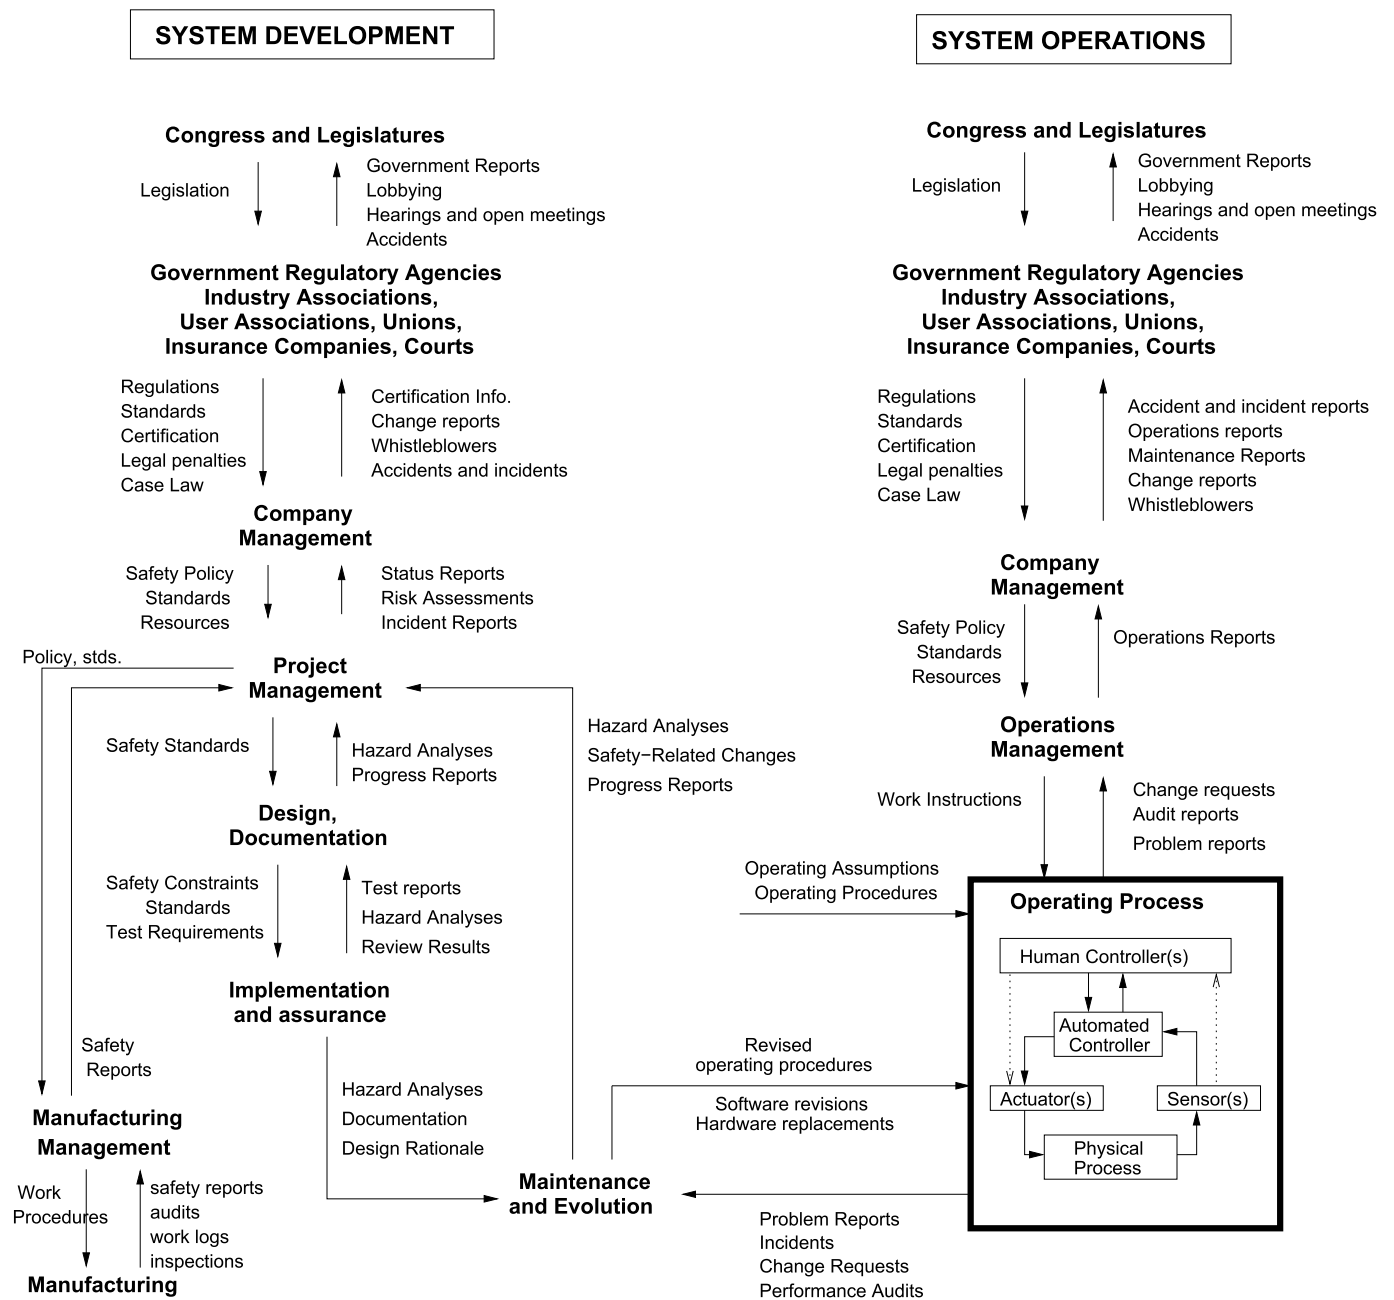 SYSTEM DEVELOPMENT
Congress and Legislatures
Legislation
Government Reports
Lobbying
Hearings and open meetings
Accidents
Government Regulatory Agencies
Industry Associations,
User Associations, Unions,
Insurance Companies, Courts
Regulations
Standards
Certification
Legal penalties
Case Law
Certification Info.
Change reports
Whistleblowers
Accidents and incidents
Company
Management
Safety Policy
Standards
Resources
Status Reports
Risk Assessments
Incident Reports
Policy, stds.
Project
Management
Safety Standards
Hazard Analyses
Progress Reports
Hazard Analyses
Safety−Related Changes
Progress Reports
Design,
Documentation
Safety Constraints
Standards
Test Requirements
Test reports
Hazard Analyses
Review Results
Implementation
and assurance
Safety
Reports
Hazard Analyses
Documentation
Design Rationale
Manufacturing
Management
Work
Procedures
safety reports
audits
work logs
inspections
Manufacturing
Maintenance
and Evolution
SYSTEM OPERATIONS
Congress and Legislatures
Legislation
Government Reports
Lobbying
Hearings and open meetings
Accidents
Government Regulatory Agencies
Industry Associations,
User Associations, Unions,
Insurance Companies, Courts
Regulations
Standards
Certification
Legal penalties
Case Law
Accident and incident reports
Operations reports
Maintenance Reports
Change reports
Whistleblowers
Company
Management
Safety Policy
Standards
Resources
Operations Reports
Operations
Management
Work Instructions
Change requests
Audit reports
Problem reports
Operating Assumptions
Operating Procedures
Operating Process
Human Controller(s)
Automated
Controller
Actuator(s)
Sensor(s)
Physical
Process
Revised
operating procedures
Software revisions
Hardware replacements
Problem Reports
Incidents
Change Requests
Performance Audits